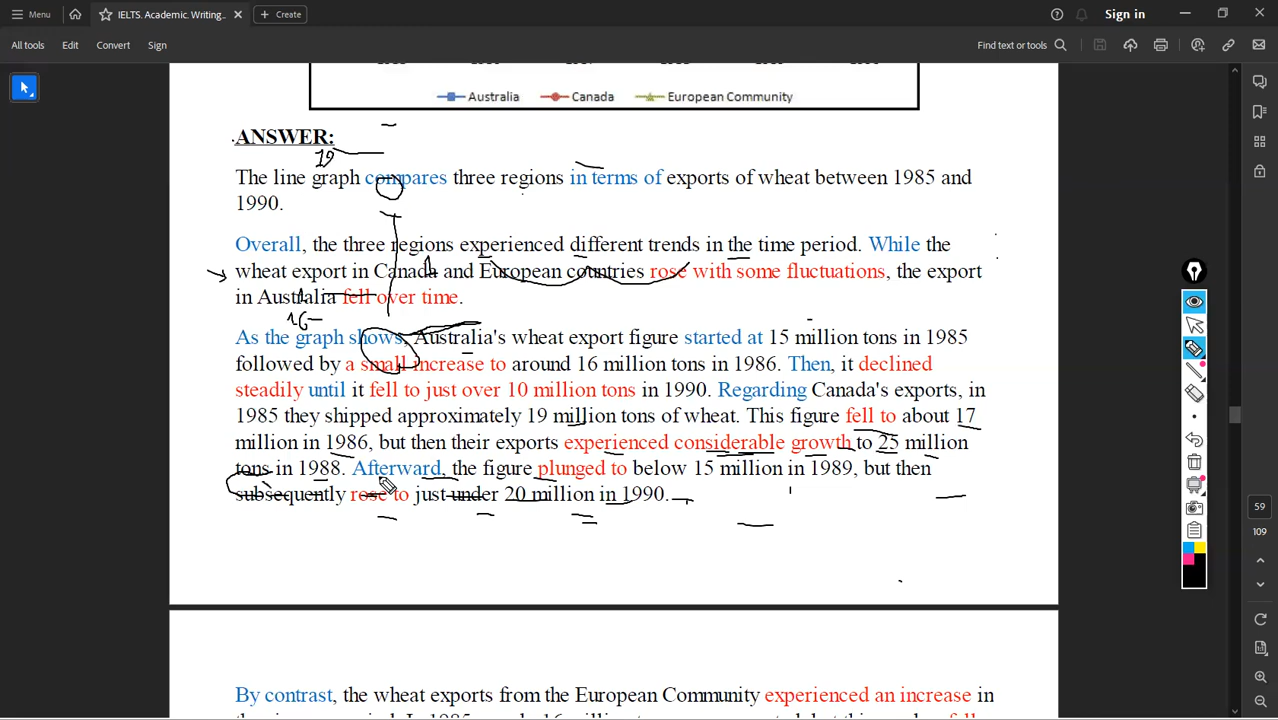 Menu
IELTS. Academic. Writing...
Create
Sign in
All tools
Edit
Convert
Sign
Find text or tools
Australia
Canada
European Community
ANSWER:
19
The line graph compares three regions in terms of exports of wheat between 1985 and
1990.
Overall, the three regions experienced different trends in the time period. While the
wheat export in Canada and European countries rose with some fluctuations, the export
in Australia fell over time.
16
As the graph shows, Australia's wheat export figure started at 15 million tons in 1985
followed by a small increase to around 16 million tons in 1986. Then, it declined
steadily until it fell to just over 10 million tons in 1990. Regarding Canada's exports, in
1985 they shipped approximately 19 million tons of wheat. This figure fell to about 17
million in 1986, but then their exports experienced considerable growth to 25 million
tons in 1988. Afterward, the figure plunged to below 15 million in 1989, but then
subsequently rose to just under 20 million in 1990.
59
109
By contrast, the wheat exports from the European Community experienced an increase in